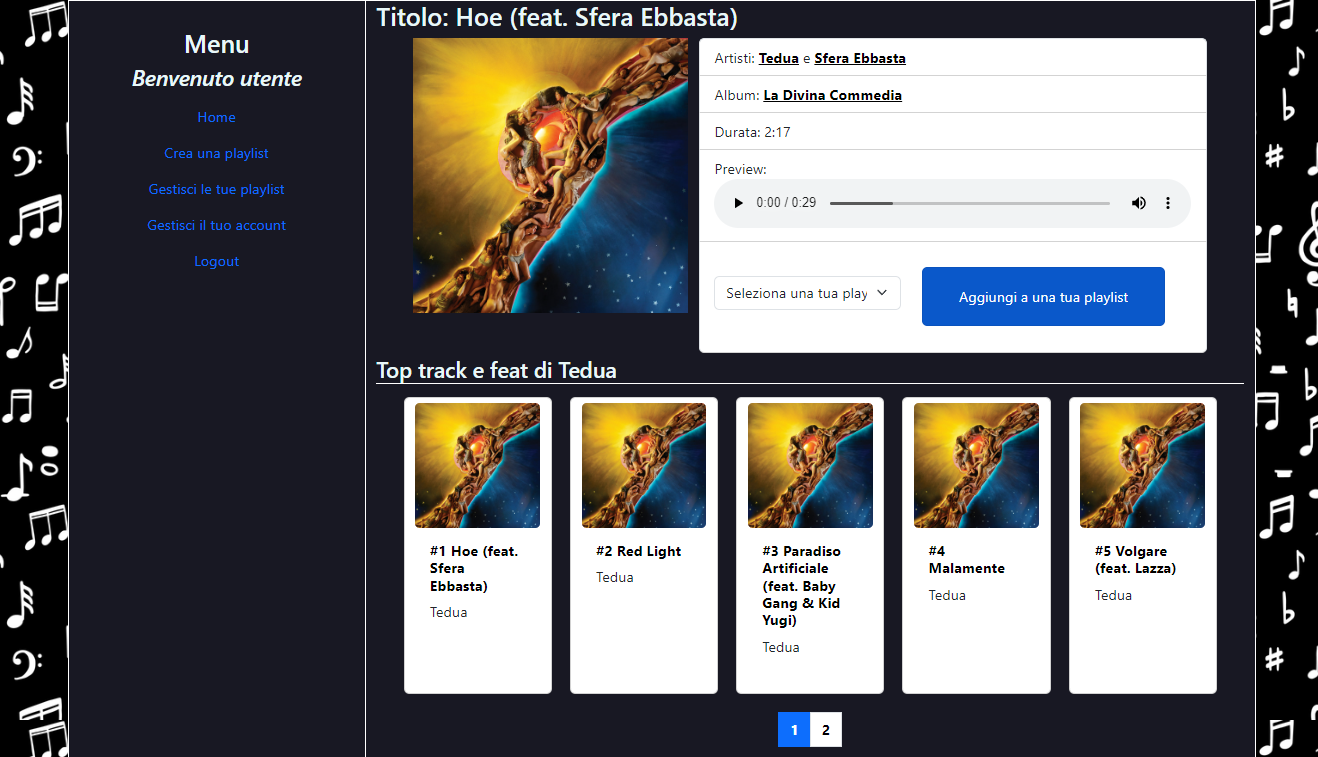 Menu
Benvenuto utente
Home
Crea una playlist
Gestisci le tue playlist
Gestisci il tuo account
Logout
Titolo: Hoe (feat. Sfera Ebbasta)
Artisti: Tedua e Sfera Ebbasta
Album: La Divina Commedia
Durata: 2:17
Preview:
0:00 / 0:29
Seleziona una tua play
Aggiungi a una tua playlist
Top track e feat di Tedua
#1 Hoe (feat.
Sfera
Ebbasta)
Tedua
#2 Red Light
Tedua
#3 Paradiso
Artificiale
(feat. Baby
Gang & Kid
Yugi)
Tedua
#4
Malamente
Tedua
#5 Volgare
(feat. Lazza)
Tedua
1 2